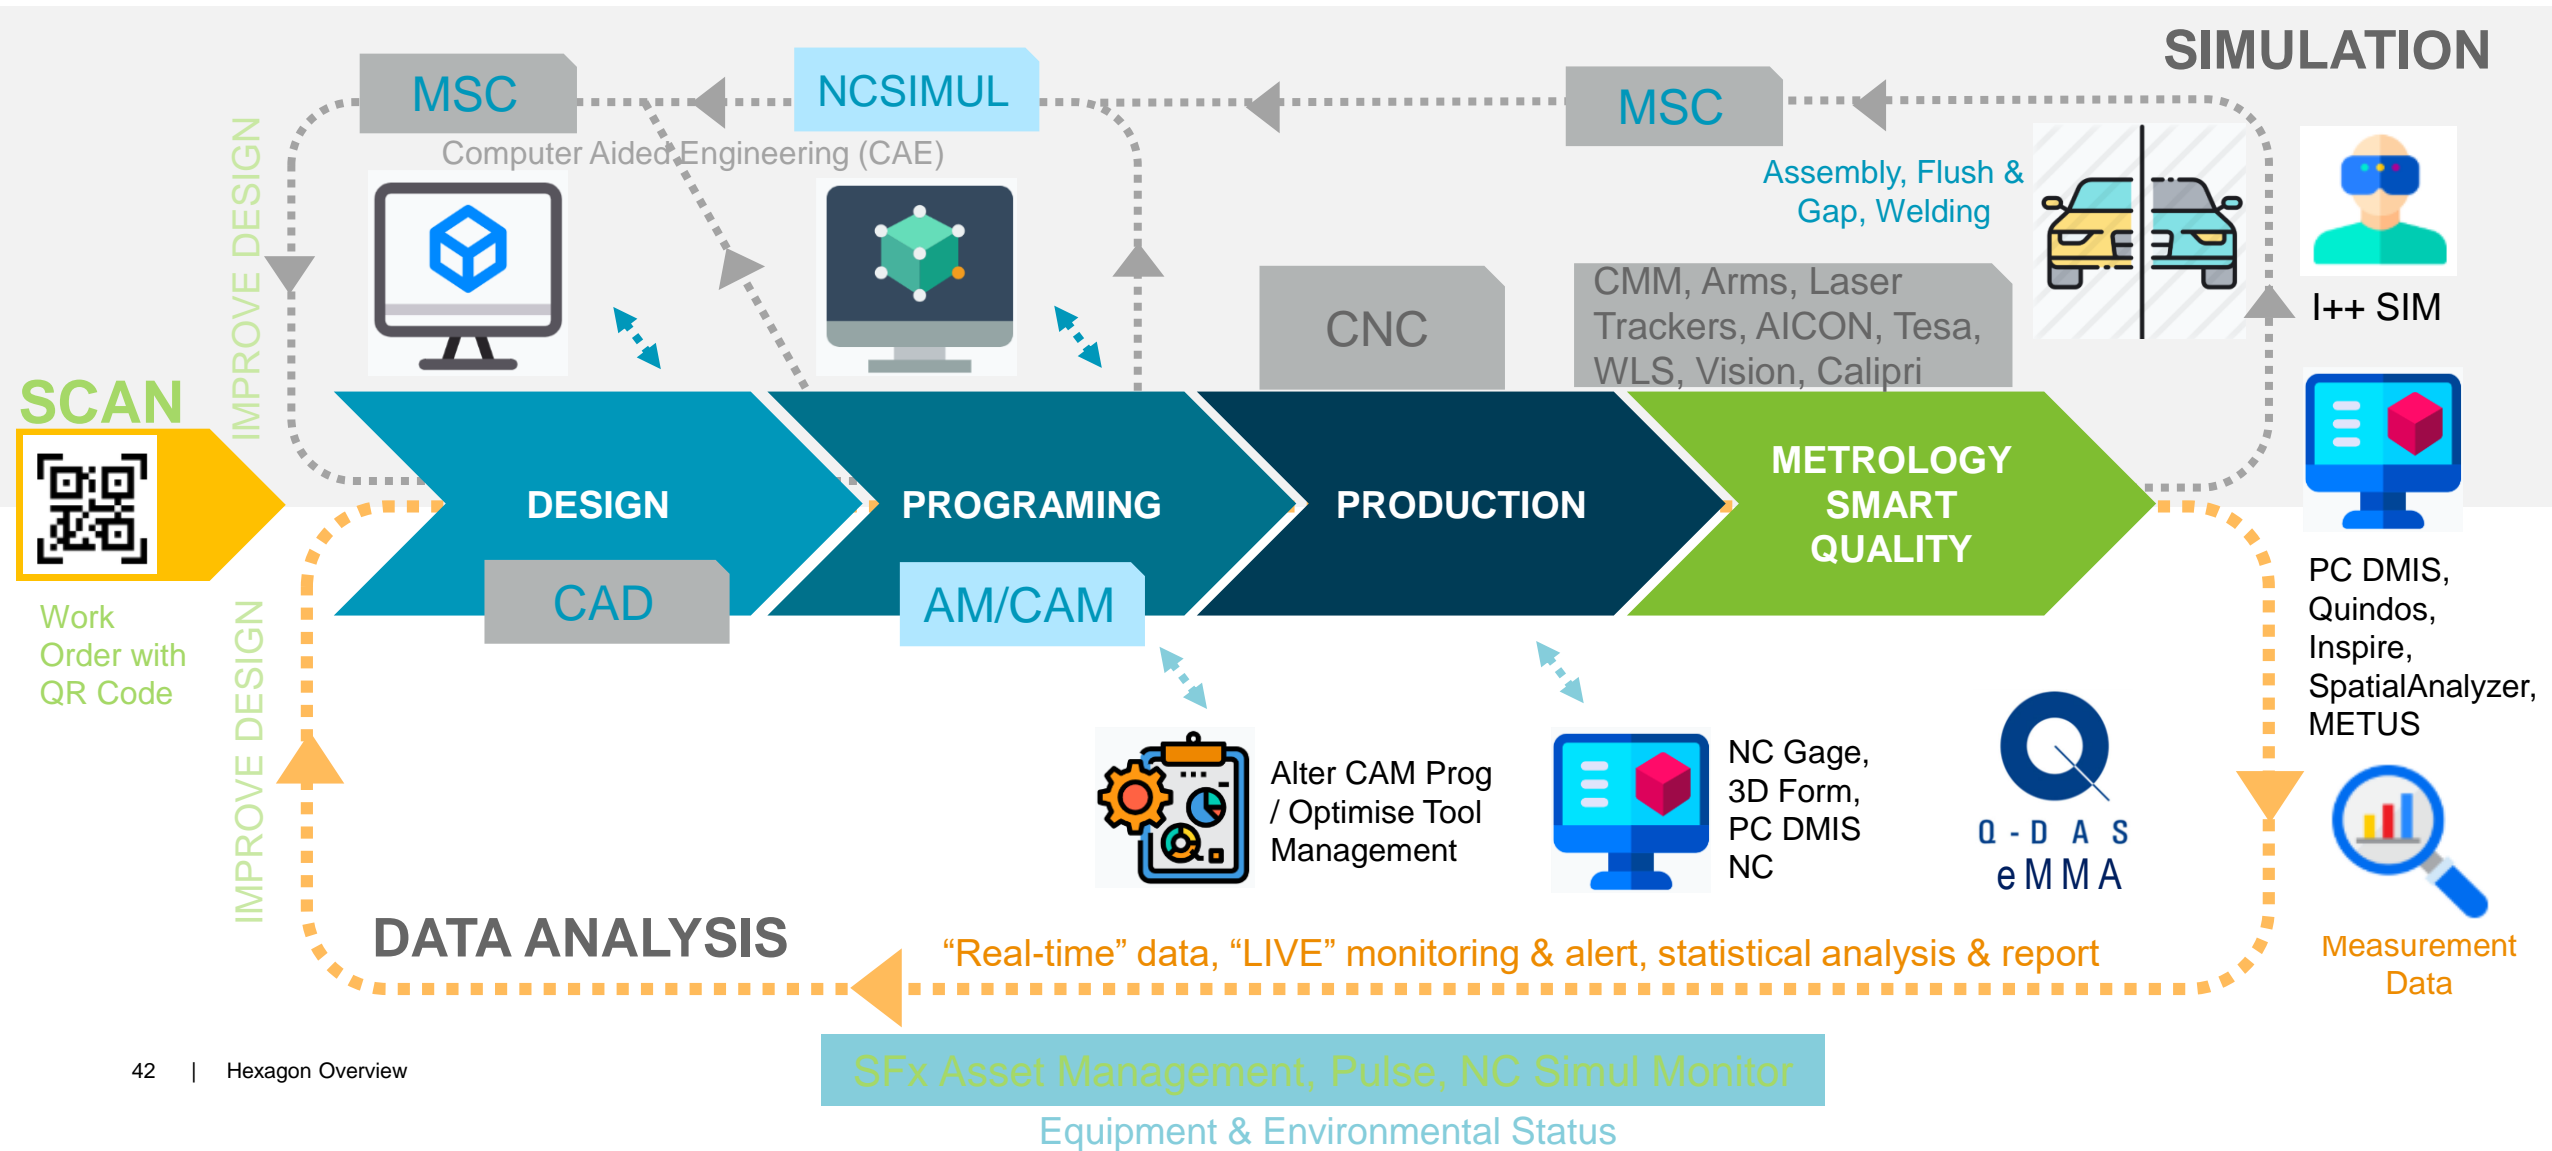 SIMULATION
MSC
NCSIMUL
MSC
Computer Aided Engineering (CAE)
IMPROVE DESIGN
Assembly, Flush &
Gap, Welding
I++ SIM
CNC
CMM, Arms, Laser
Trackers, AICON, Tesa,
WLS, Vision, Calipri
SCAN
Work
Order with
QR Code
DESIGN
CAD
PROGRAMING
AM/CAM
PRODUCTION
METROLOGY
SMART
QUALITY
PC DMIS,
Quindos,
Inspire,
SpatialAnalyzer,
METUS
IMPROVE DESIGN
Alter CAM Prog
/ Optimise Tool
Management
NC Gage,
3D Form,
PC DMIS
NC
Q-DAS
eMMA
DATA ANALYSIS
“Real-time” data, “LIVE” monitoring & alert, statistical analysis & report
Measurement
Data
SFx Asset Management, Pulse, NC Simul Monitor
Equipment & Environmental Status
42 | Hexagon Overview